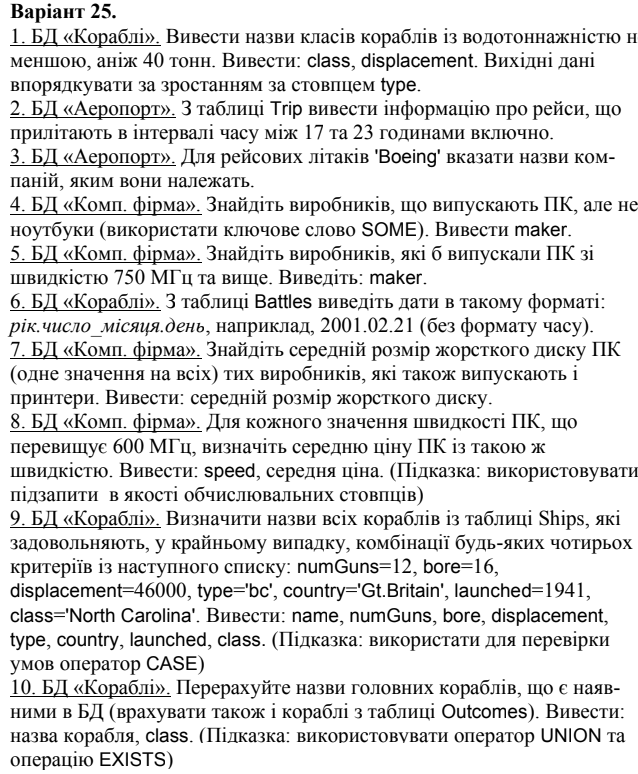 Варіант 25.
1. БД «Кораблі». Вивести назви класів кораблів із водотоннажністю н
меншою, аніж 40 тонн. Вивести: class, displacement. Вихідні дані
впорядкувати за зростанням за стовпцем type.
2. БД «Аеропорт». З таблиці Trip вивести інформацію про рейси, що
прилітають в інтервалі часу між 17 та 23 годинами включно.
3. БД «Аеропорт». Для рейсових літаків 'Boeing' вказати назви ком-
паній, яким вони належать.
4. БД «Комп. фірма». Знайдіть виробників, що випускають ПК, але не
ноутбуки (використати ключове слово SOME). Вивести maker.
5. БД «Комп. фірма». Знайдіть виробників, які б випускали ПК зі
швидкістю 750 МГц та вище. Виведіть: maker.
6. БД «Кораблі». З таблиці Battles виведіть дати в такому форматі:
рік.число_місяця.день, наприклад, 2001.02.21 (без формату часу).
7. БД «Комп. фірма». Знайдіть середній розмір жорсткого диску ПК
(одне значення на всіх) тих виробників, які також випускають і
принтери. Вивести: середній розмір жорсткого диску.
8. БД «Комп. фірма». Для кожного значення швидкості ПК, що
перевищує 600 МГц, визначіть середню ціну ПК із такою ж
швидкістю. Вивести: speed, середня ціна. (Підказка: використовувати
підзапити в якості обчислювальних стовпців)
9. БД «Кораблі». Визначити назви всіх кораблів із таблиці Ships, які
задовольняють, у крайньому випадку, комбінації будь-яких чотирьох
критеріїв із наступного списку: numGuns=12, bore=16,
displacement=46000, type='bc', country='Gt.Britain', launched=1941,
class='North Carolina'. Вивести: name, numGuns, bore, displacement,
type, country, launched, class. (Підказка: використати для перевірки
умов оператор CASE)
10. БД «Кораблі». Перерахуйте назви головних кораблів, що є наяв-
ними в БД (врахувати також і кораблі з таблиці Outcomes). Вивести:
назва корабля, class. (Підказка: використовувати оператор UNION та
операцію EXISTS)